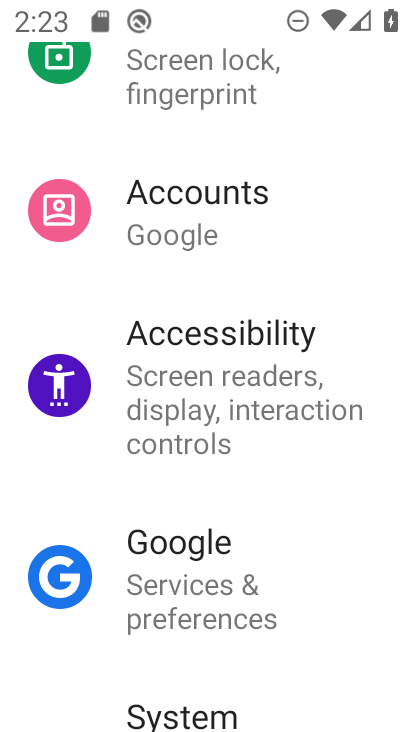 2:23
Screen lock,
fingerprint
Accounts
Google
Accessibility
Screen readers,
display, interaction
controls
Google
Services &
preferences
System